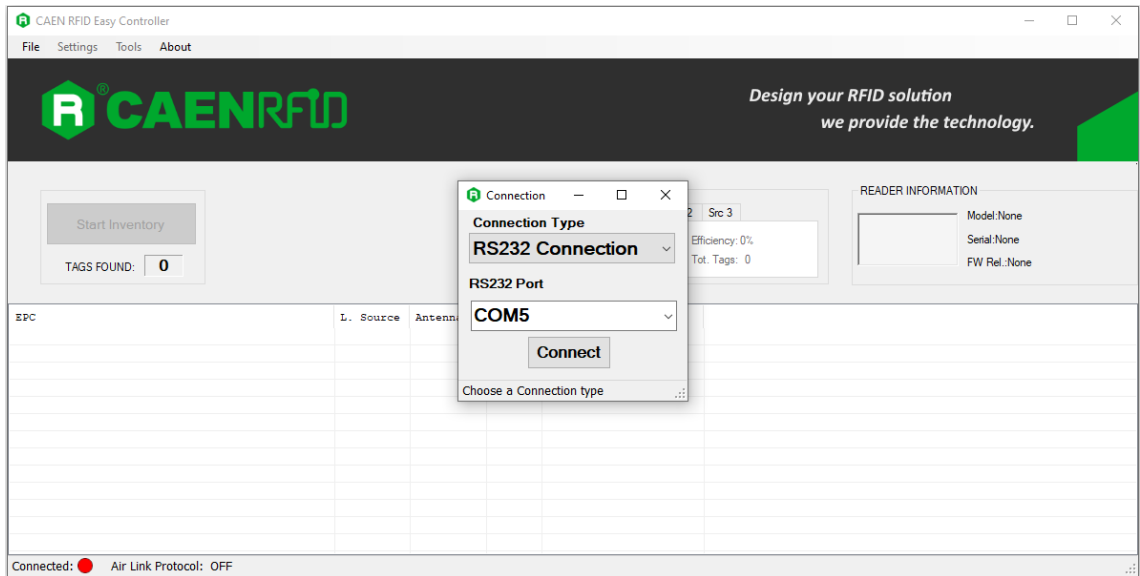 CAEN RFID Easy Controller
File Settings Tools About
R ® CAENRFID
Design your RFID solution
we provide the technology.
Start Inventory
TAGS FOUND: 0
Connection
Connection Type
RS232 Connection
RS232 Port
COM5
Connect
Choose a Connection type
2 Src 3
Efficiency: 0%
Tot. Tags: 0
READER INFORMATION
Model:None
Serial:None
FW Rel.:None
EPC L. Source Antenn
Connected: Air Link Protocol: OFF